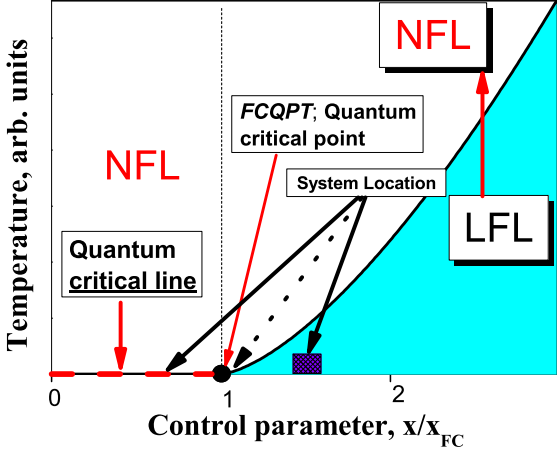 NFL
FCQPT; Quantum
critical point
NFL
System Location
LFL
Quantum
critical line
Temperature, arb. units
0
1
2
Control parameter, x/xFC